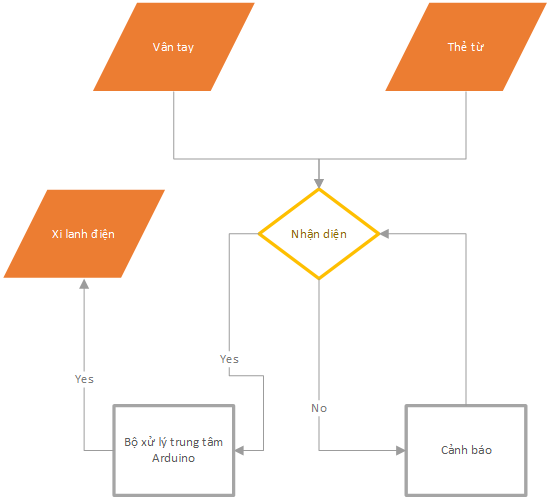 Vân tay
Thẻ từ
Xi lanh điện
Nhận diện
Yes
Yes
No
Bộ xử lý trung tâm
Arduino
Cảnh báo